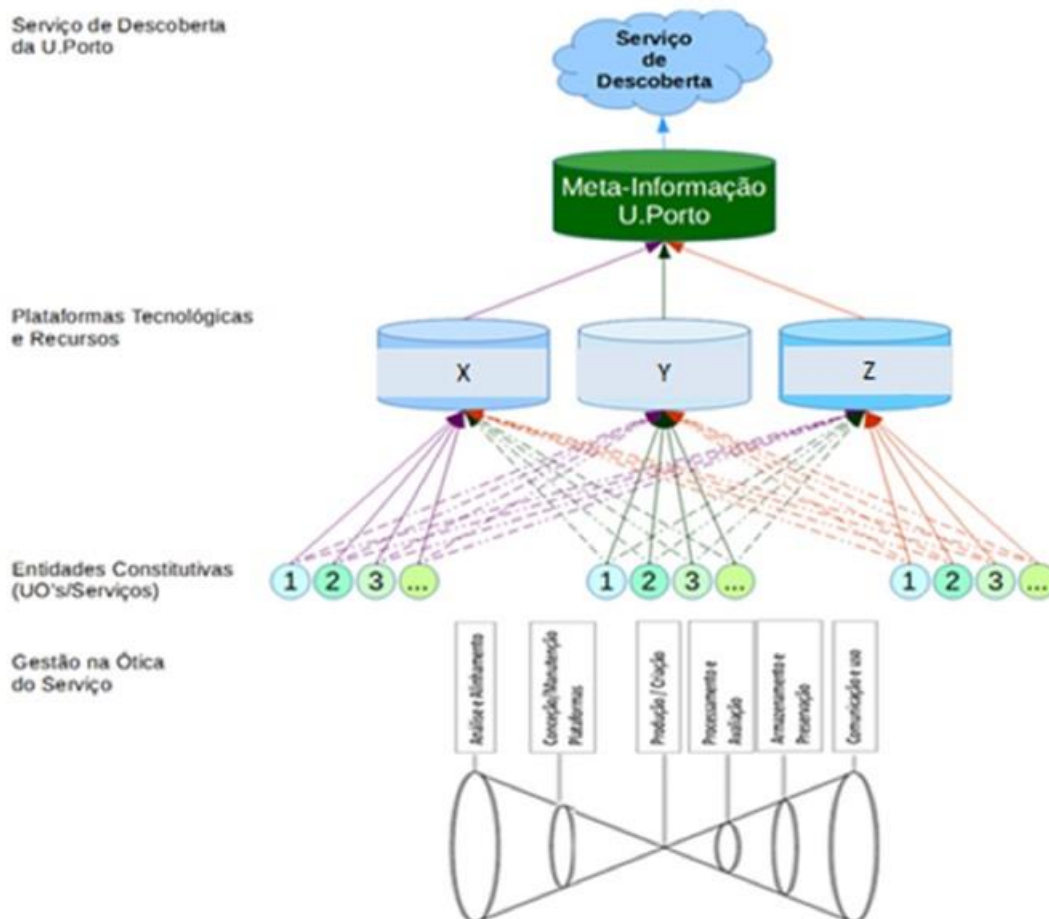 Serviço de Descoberta
da U.Porto
Serviço
de
Descoberta
Meta-Informação
U.Porto
Plataformas Tecnológicas
e Recursos
X
Y
Z
Entidades Constitutivas
(UO's/Serviços)
1
2
3
...
1
2
3
...
1
2
3
...
Gestão na Ótica
do Serviço
Análise e Alinhamento
Conceção/Manutenção
Plataformas
Produção / Criação
Processamento e
Avaliação
Armazenamento e
Preservação
Comunicação e uso